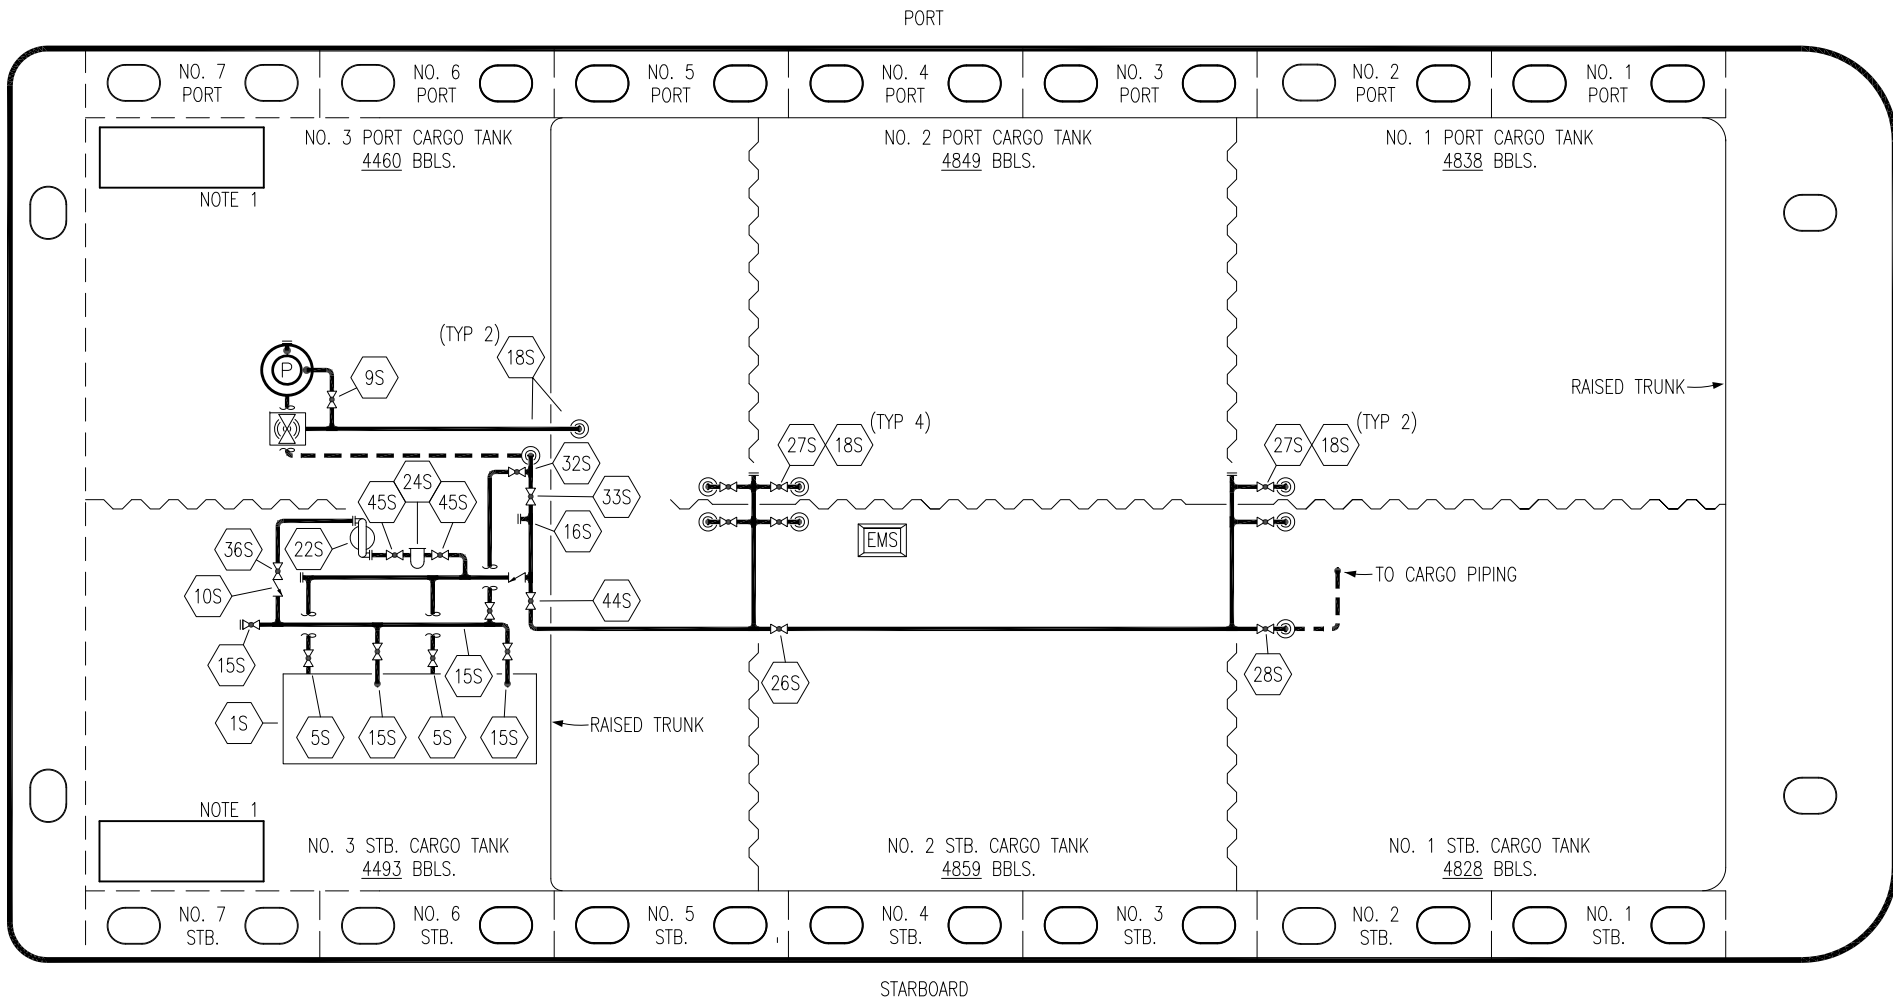 PORT
NO. 7
PORT
NO. 6
PORT
NO. 5
PORT
NO. 4
PORT
NO. 3
PORT
NO. 2
PORT
NO. 1
PORT
NO. 3 PORT CARGO TANK
4460 BBLS.
NO. 2 PORT CARGO TANK
4849 BBLS.
NO. 1 PORT CARGO TANK
4838 BBLS.
NOTE 1
(TYP 2)
18S
P
9S
RAISED TRUNK
(TYP 4)
27S
18S
(TYP 2)
27S
18S
32S
24S
45S
45S
33S
16S
EMS
36S
22S
10S
44S
TO CARGO PIPING
15S
15S
26S
28S
1S
5S
15S
5S
15S
RAISED TRUNK
NOTE 1
NO. 3 STB. CARGO TANK
4493 BBLS.
NO. 2 STB. CARGO TANK
4859 BBLS.
NO. 1 STB. CARGO TANK
4828 BBLS.
NO. 7
STB.
NO. 6
STB.
NO. 5
STB.
NO. 4
STB.
NO. 3
STB.
NO. 2
STB.
NO. 1
STB.
STARBOARD